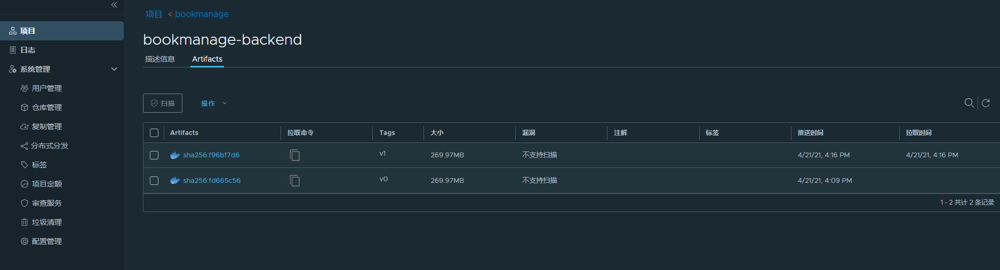 项目 < bookmanage
项目
日志
系统管理
用户管理
仓库管理
复制管理
分布式分发
标签
项目定额
审查服务
垃圾清理
配置管理
bookmanage-backend
描述信息 Artifacts
扫描 操作
Artifacts 拉取命令 Tags 大小 漏洞 注解 标签 推送时间 拉取时间
sha256:f96bf7d6 v1 269.97MB 不支持扫描 4/21/21, 4:16 PM 4/21/21, 4:16 PM
sha256:fd665c56 v0 269.97MB 不支持扫描 4/21/21, 4:09 PM
1 - 2 共计 2 条记录